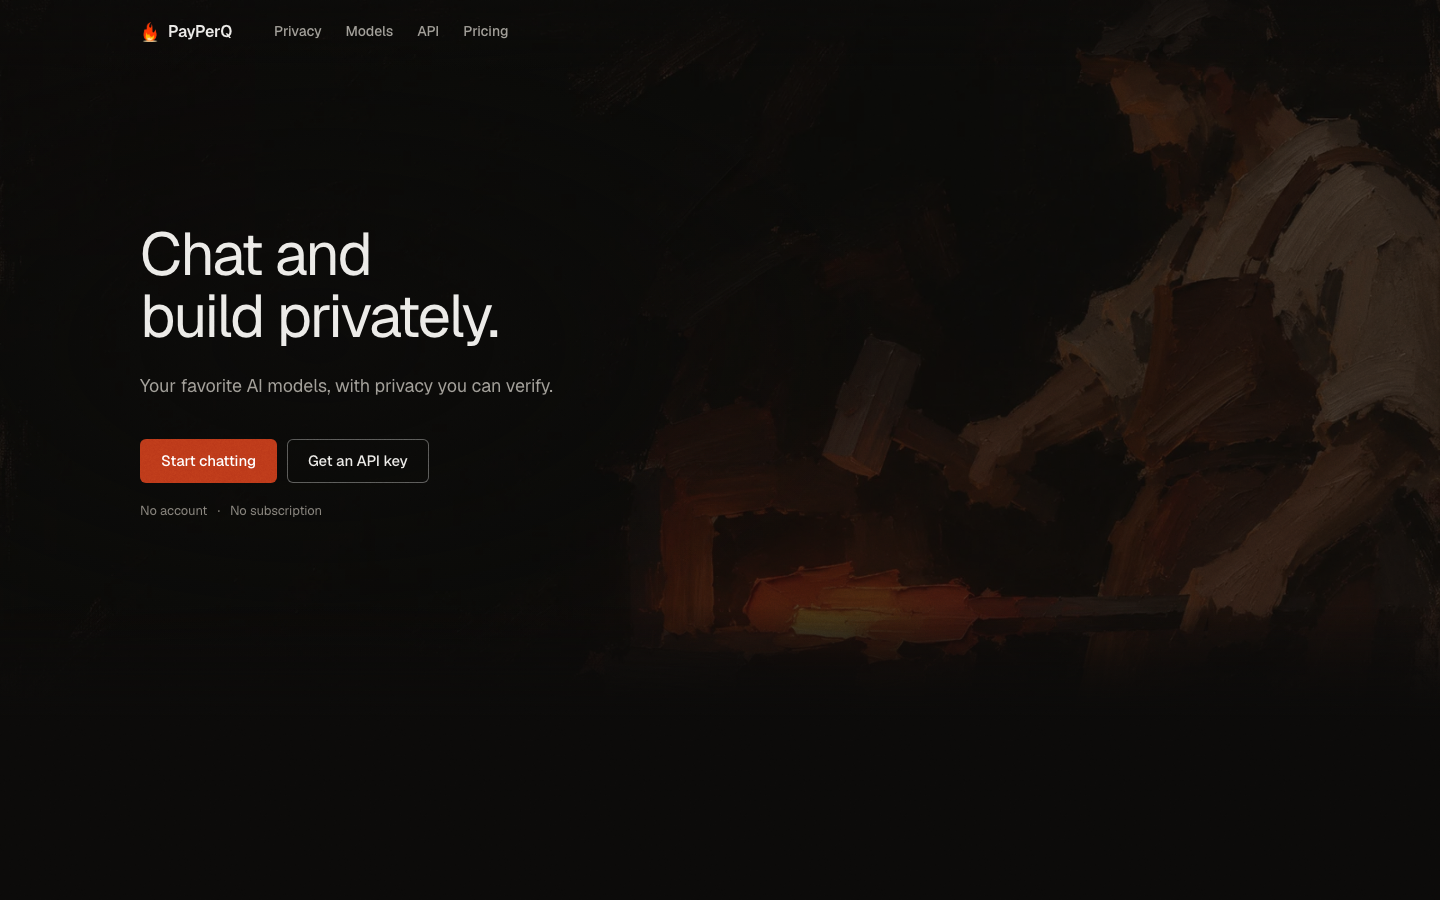 PayPerQ
Privacy
Models
API
Pricing
Chat and
build privately.
Your favorite AI models, with privacy you can verify.
Start chatting
Get an API key
No account · No subscription